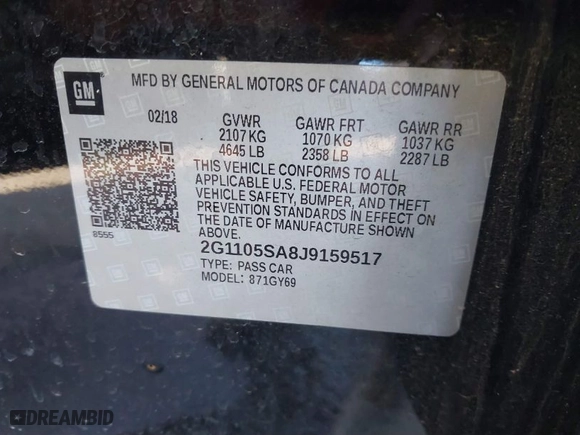 GM
MFD BY GENERAL MOTORS OF CANADA COMPANY
02/18 GVWR GAWR FRT GAWR RR
2107 KG 1070 KG 1037 KG
4645 LB 2358 LB 2287 LB
THIS VEHICLE CONFORMS TO ALL
APPLICABLE U.S. FEDERAL MOTOR
VEHICLE SAFETY, BUMPER, AND THEFT
PREVENTION STANDARDS IN EFFECT ON
THE DATE OF MANUFACTURE SHOWN
ABOVE.
8555
2G1105SA8J9159517
TYPE: PASS CAR
MODEL: 871GY69
DREAMBID